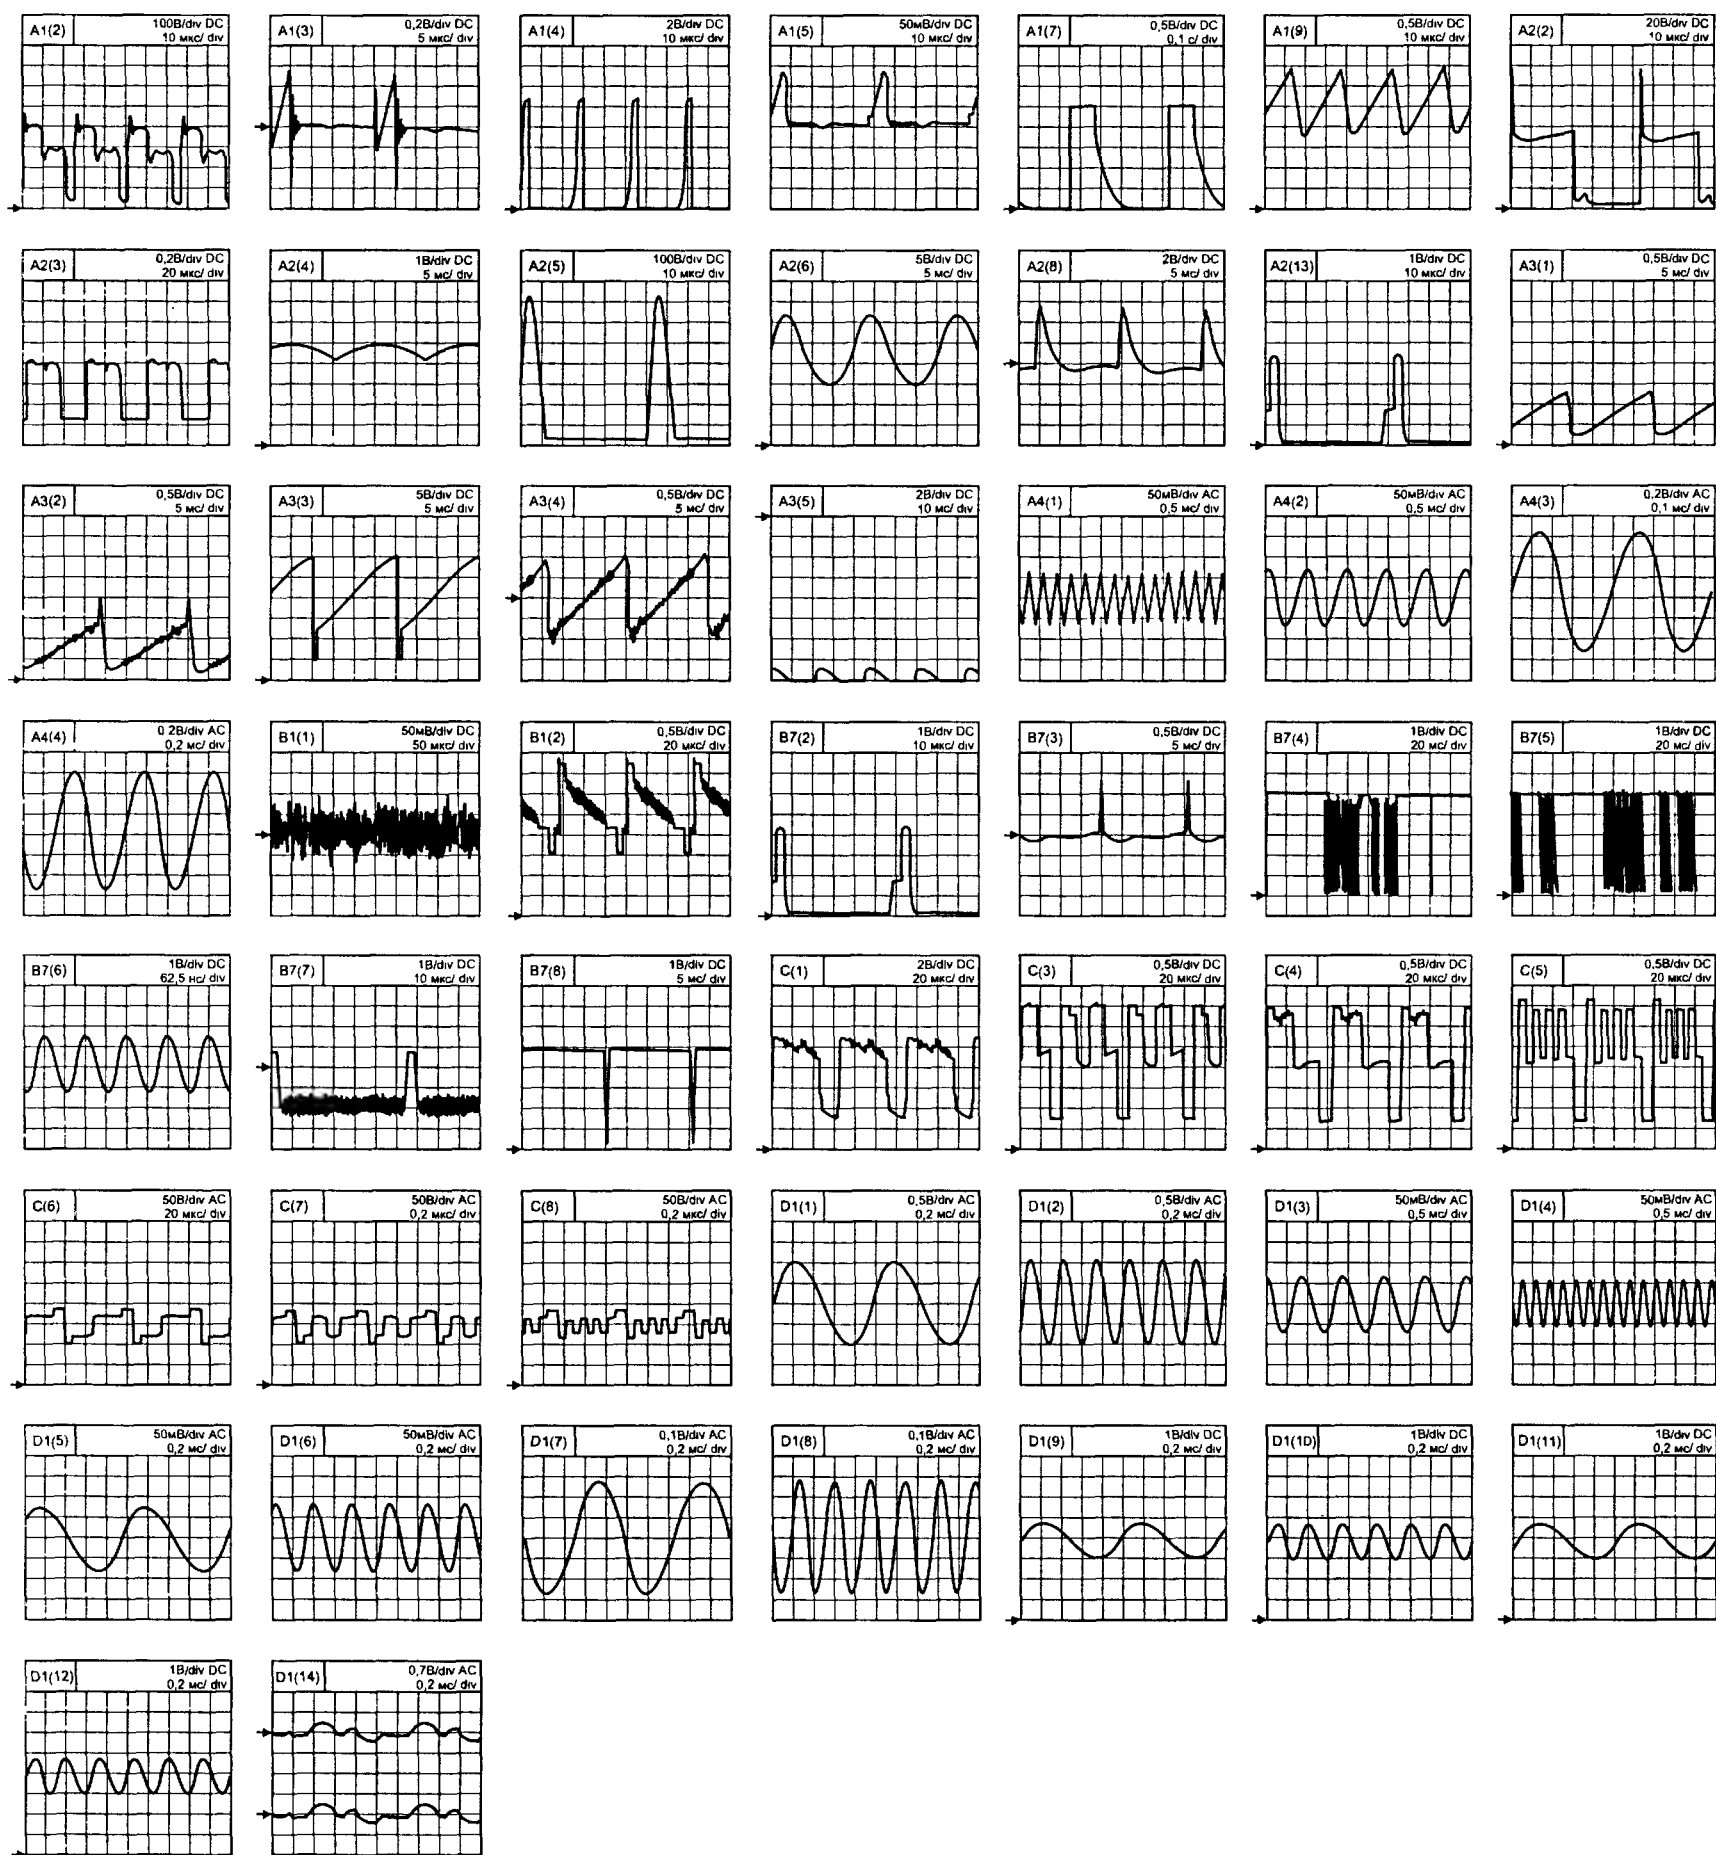 A1(2)
100В/div DC
10 мкс/ div
A1(3)
0,2В/div DC
5 мкс/ div
A1(4)
2В/div DC
10 мкс/ div
A1(5)
50мВ/div DC
10 мкс/ div
A1(7)
0,5В/div DC
0,1 с/ div
A1(9)
0,5В/div DC
10 мкс/ div
A2(2)
20В/div DC
10 мкс/ div
A2(3)
0,2В/div DC
20 мкс/ div
A2(4)
1В/div DC
5 мс/ div
A2(5)
100В/div DC
10 мкс/ div
A2(6)
5В/div DC
5 мс/ div
A2(8)
2В/div DC
5 мс/ div
A2(13)
1В/div DC
10 мкс/ div
A3(1)
0,5В/div DC
5 мс/ div
A3(2)
0,5В/div DC
5 мс/ div
A3(3)
5В/div DC
5 мс/ div
A3(4)
0,5В/div DC
5 мс/ div
A3(5)
2В/div DC
10 мс/ div
A4(1)
50мВ/div AC
0,5 мс/ div
A4(2)
50мВ/div AC
0,5 мс/ div
A4(3)
0,2В/div AC
0,1 мс/ div
A4(4)
0 2В/div AC
0,2 мс/ div
B1(1)
50мВ/div DC
50 мкс/ div
B1(2)
0,5В/div DC
20 мкс/ div
B7(2)
1В/div DC
10 мкс/ div
B7(3)
0,5В/div DC
5 мс/ div
B7(4)
1В/div DC
20 мс/ div
B7(5)
1В/div DC
20 мс/ div
B7(6)
1В/div DC
62,5 нс/ div
B7(7)
1В/div DC
10 мкс/ div
B7(8)
1В/div DC
5 мс/ div
C(1)
2В/div DC
20 мкс/ div
C(3)
0,5В/div DC
20 мкс/ div
C(4)
0,5В/div DC
20 мкс/ div
C(5)
0,5В/div DC
20 мкс/ div
C(6)
50В/div AC
20 мкс/ div
C(7)
50В/div AC
0,2 мкс/ div
C(8)
50В/div AC
0,2 мкс/ div
D1(1)
0,5В/div AC
0,2 мс/ div
D1(2)
0,5В/div AC
0,2 мс/ div
D1(3)
50мВ/div AC
0,5 мс/ div
D1(4)
50мВ/div AC
0,5 мс/ div
D1(5)
50мВ/div AC
0,2 мс/ div
D1(6)
50мВ/div AC
0,2 мс/ div
D1(7)
0,1В/div AC
0,2 мс/ div
D1(8)
0,1В/div AC
0,2 мс/ div
D1(9)
1В/div DC
0,2 мс/ div
D1(10)
1В/div DC
0,2 мс/ div
D1(11)
1В/div DC
0,2 мс/ div
D1(12)
1В/div DC
0,2 мс/ div
D1(14)
0,7В/div AC
0,2 мс/ div